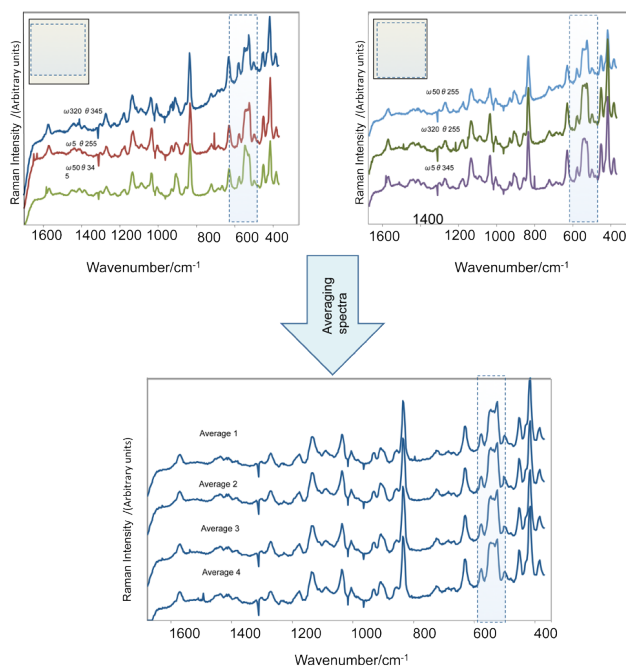 Raman Intensity /(Arbitrary units)
ω320 θ345
ω5 θ255
ω50 θ34
5
1600 1400 1200 1000 800 600 400
Wavenumber/cm-1
Raman Intensity /(Arbitrary units)
ω50 θ255
ω320 θ255
ω5 θ345
1400
1600 1200 1000 800 600 400
Wavenumber/cm-1
Averaging
spectra
Raman Intensity /(Arbitrary units)
Average 1
Average 2
Average 3
Average 4
1600 1400 1200 1000 800 600 400
Wavenumber/cm-1